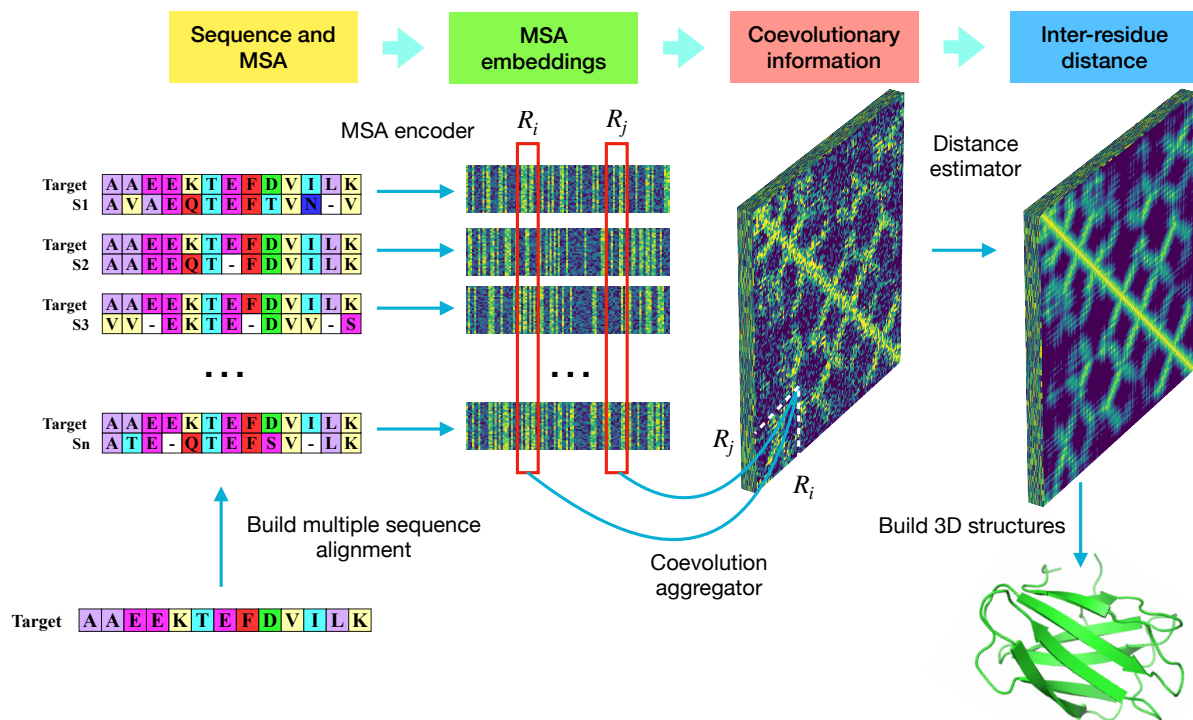 Sequence and
MSA
MSA
embeddings
Coevolutionary
information
Inter-residue
distance
MSA encoder
R_i
R_j
Distance
estimator
Target A A E E K T E F D V I L K
S1 A V A E Q T E F T V N - V
Target A A E E K T E F D V I L K
S2 A A E E Q T - F D V I L K
Target A A E E K T E F D V I L K
S3 V V - E K T E - D V V - S
...
...
Target A A E E K T E F D V I L K
Sn A T E - Q T E F S V - L K
R_j
R_i
Build multiple sequence
alignment
Coevolution
aggregator
Build 3D structures
Target A A E E K T E F D V I L K